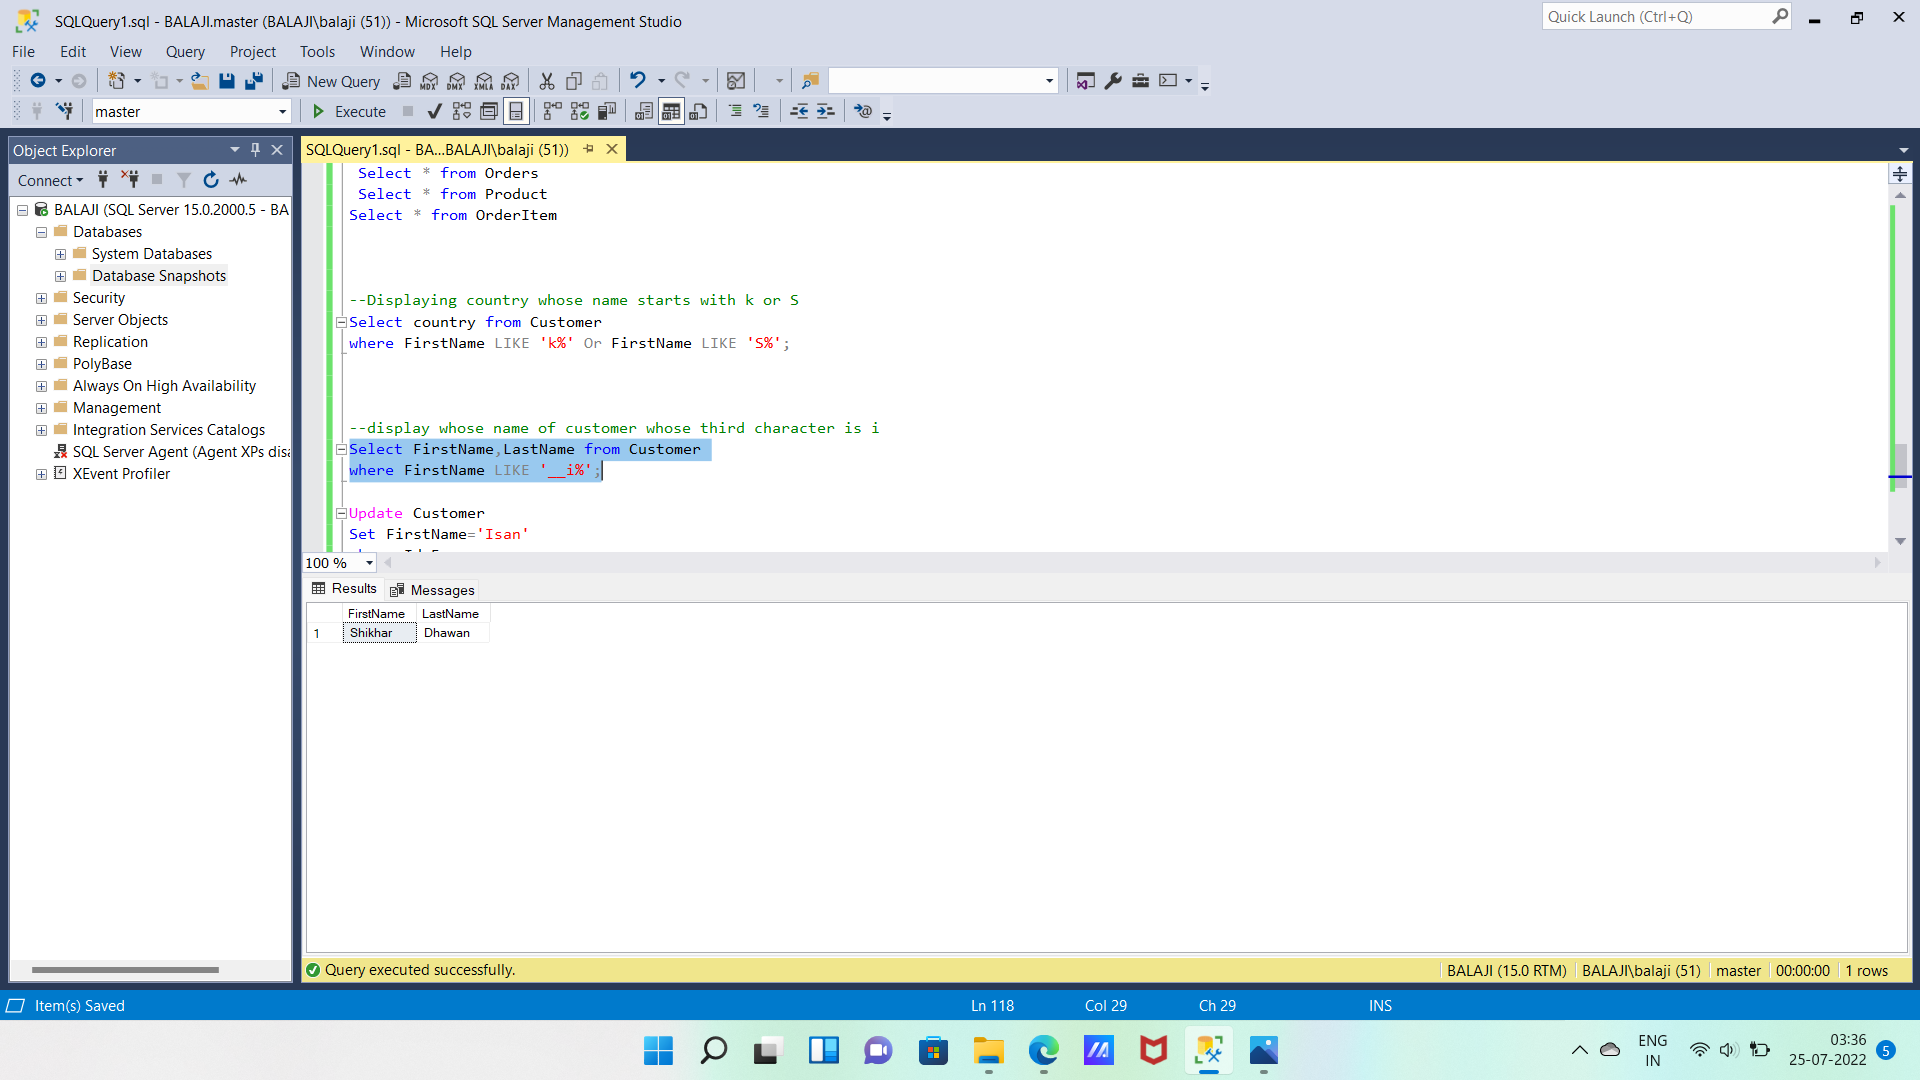 SQLQuery1.sql - BALAJI.master (BALAJI\balaji (51)) - Microsoft SQL Server Management Studio
Quick Launch (Ctrl+Q)
File Edit View Query Project Tools Window Help
New Query MDX DMX XMLA DAX
master Execute
Object Explorer
Connect
BALAJI (SQL Server 15.0.2000.5 - BA
Databases
System Databases
Database Snapshots
Security
Server Objects
Replication
PolyBase
Always On High Availability
Management
Integration Services Catalogs
SQL Server Agent (Agent XPs disa
XEvent Profiler
SQLQuery1.sql - BA...BALAJI\balaji (51))
Select * from Orders
Select * from Product
Select * from OrderItem
--Displaying country whose name starts with k or S
Select country from Customer
where FirstName LIKE 'k%' Or FirstName LIKE 'S%';
--display whose name of customer whose third character is i
Select FirstName,LastName from Customer
where FirstName LIKE '__i%';
Update Customer
Set FirstName='Isan'
100 %
Results Messages
FirstName LastName
1 Shikhar Dhawan
Query executed successfully.
BALAJI (15.0 RTM) BALAJI\balaji (51) master 00:00:00 1 rows
Item(s) Saved Ln 118 Col 29 Ch 29 INS
ENG
IN
03:36
25-07-2022
5